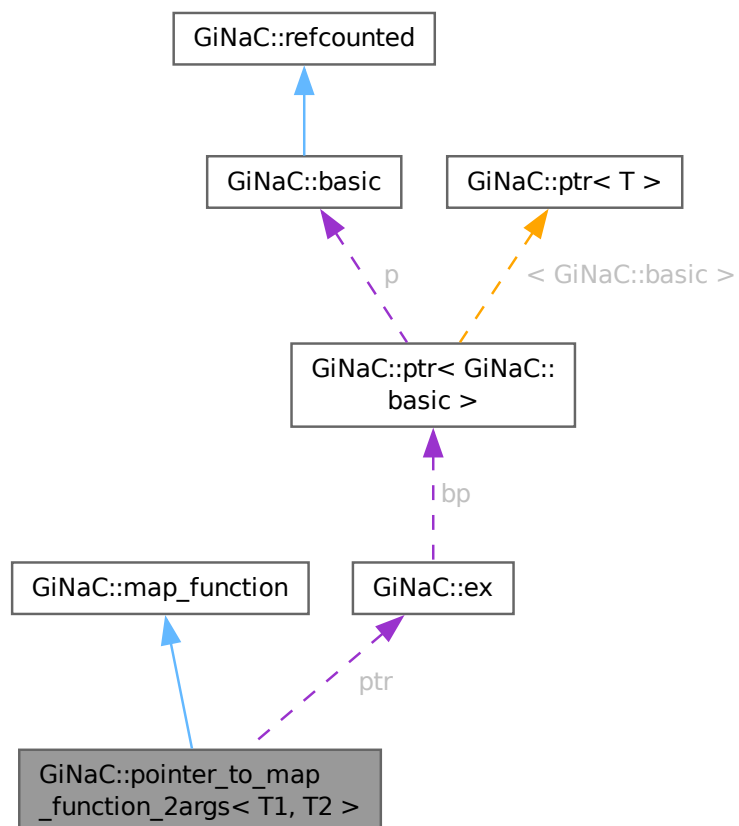 GiNaC::refcounted
GiNaC::basic
GiNaC::ptr< T >
p
< GiNaC::basic >
GiNaC::ptr< GiNaC::
basic >
bp
GiNaC::map_function
GiNaC::ex
ptr
GiNaC::pointer_to_map
_function_2args< T1, T2 >